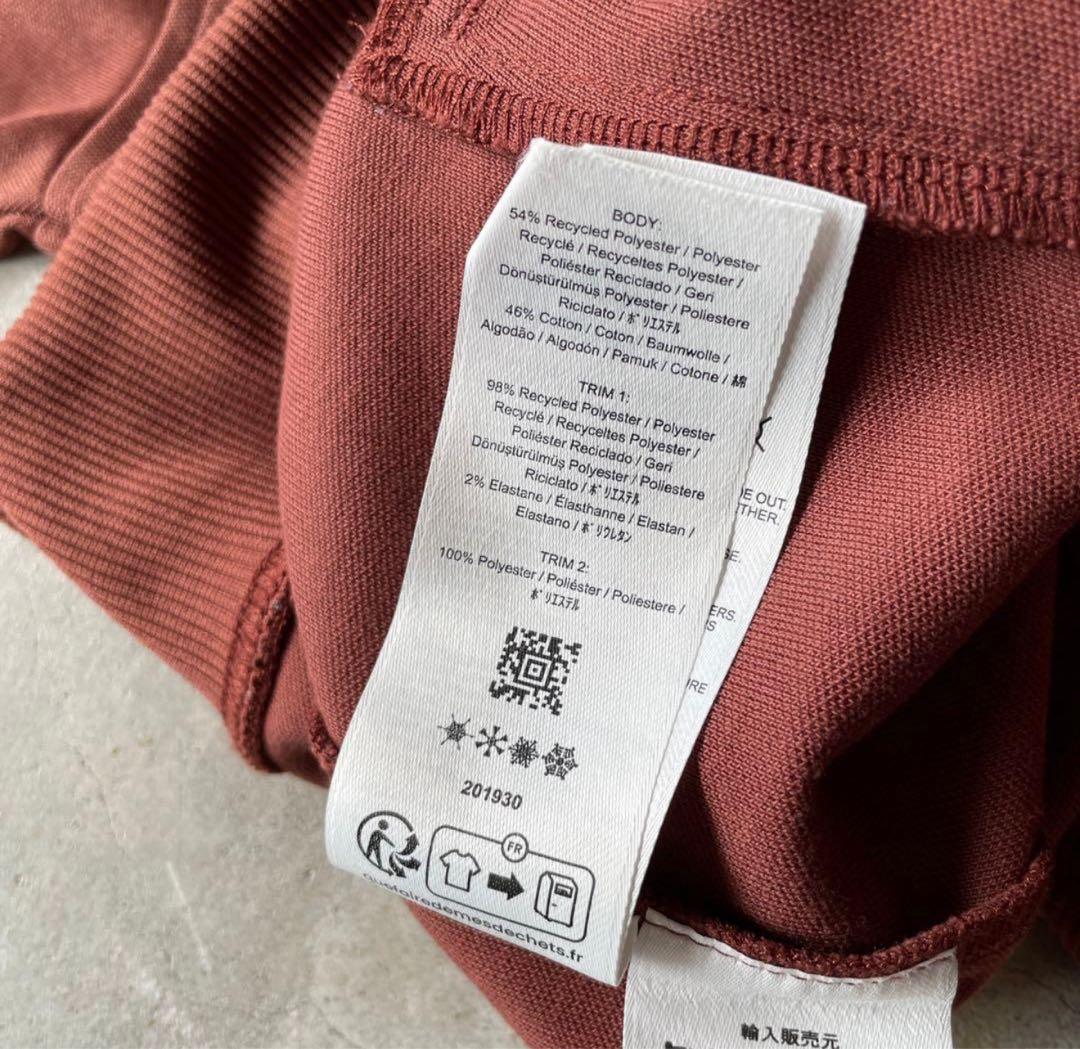 BODY:
54% Recycled Polyester / Polyester
Recyclé / Recyceltes Polyester /
Poliéster Reciclado / Geri
Dönüştürülmüş Polyester / Poliestere
Riciclato / ﾎﾟﾘｴｽﾃﾙ
46% Cotton / Coton / Baumwolle /
Algodão / Algodón / Pamuk / Cotone / 綿
TRIM 1:
98% Recycled Polyester / Polyester
Recyclé / Recyceltes Polyester /
Poliéster Reciclado / Geri
Dönüştürülmüş Polyester / Poliestere
Riciclato / ﾎﾟﾘｴｽﾃﾙ
2% Elastane / Élasthanne / Elastan /
Elastano / ﾎﾟﾘｳﾚﾀﾝ
TRIM 2:
100% Polyester / Poliéster / Poliestere /
ﾎﾟﾘｴｽﾃﾙ
201930
FR
quefairedemesdechets.fr
OUT.
輸入販売元